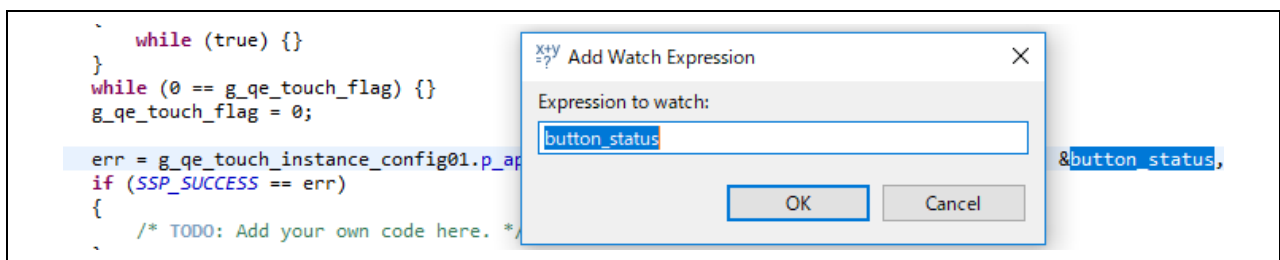 while (true) {}
}
while (0 == g_qe_touch_flag) {}
g_qe_touch_flag = 0;
err = g_qe_touch_instance_config01.p_ap &button_status,
if (SSP_SUCCESS == err)
{
/* TODO: Add your own code here. */
x+y
=?
Add Watch Expression
Expression to watch:
button_status
OK
Cancel